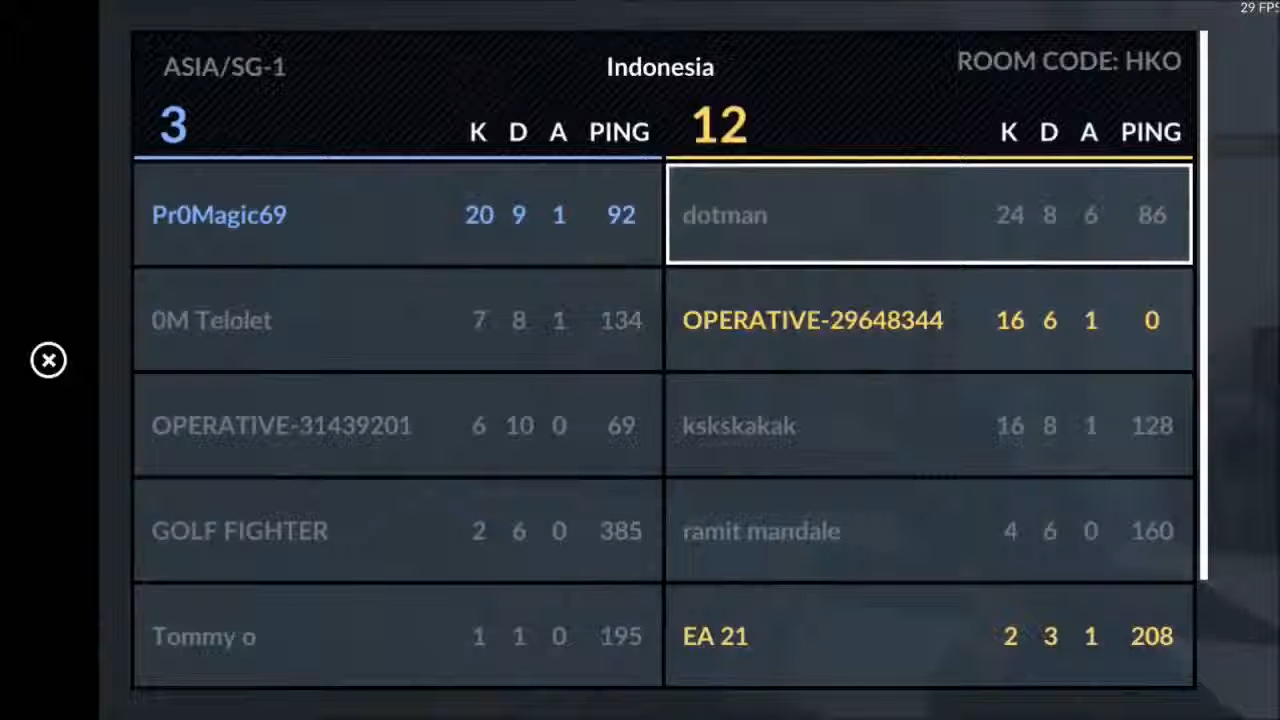 29 FPS
ASIA/SG-1 Indonesia ROOM CODE: HKO
3 K D A PING 12 K D A PING
Pr0Magic69 20 9 1 92 dotman 24 8 6 86
0M Telolet 7 8 1 134 OPERATIVE-29648344 16 6 1 0
OPERATIVE-31439201 6 10 0 69 kskskakak 16 8 1 128
GOLF FIGHTER 2 6 0 385 ramit mandale 4 6 0 160
Tommy o 1 1 0 195 EA 21 2 3 1 208